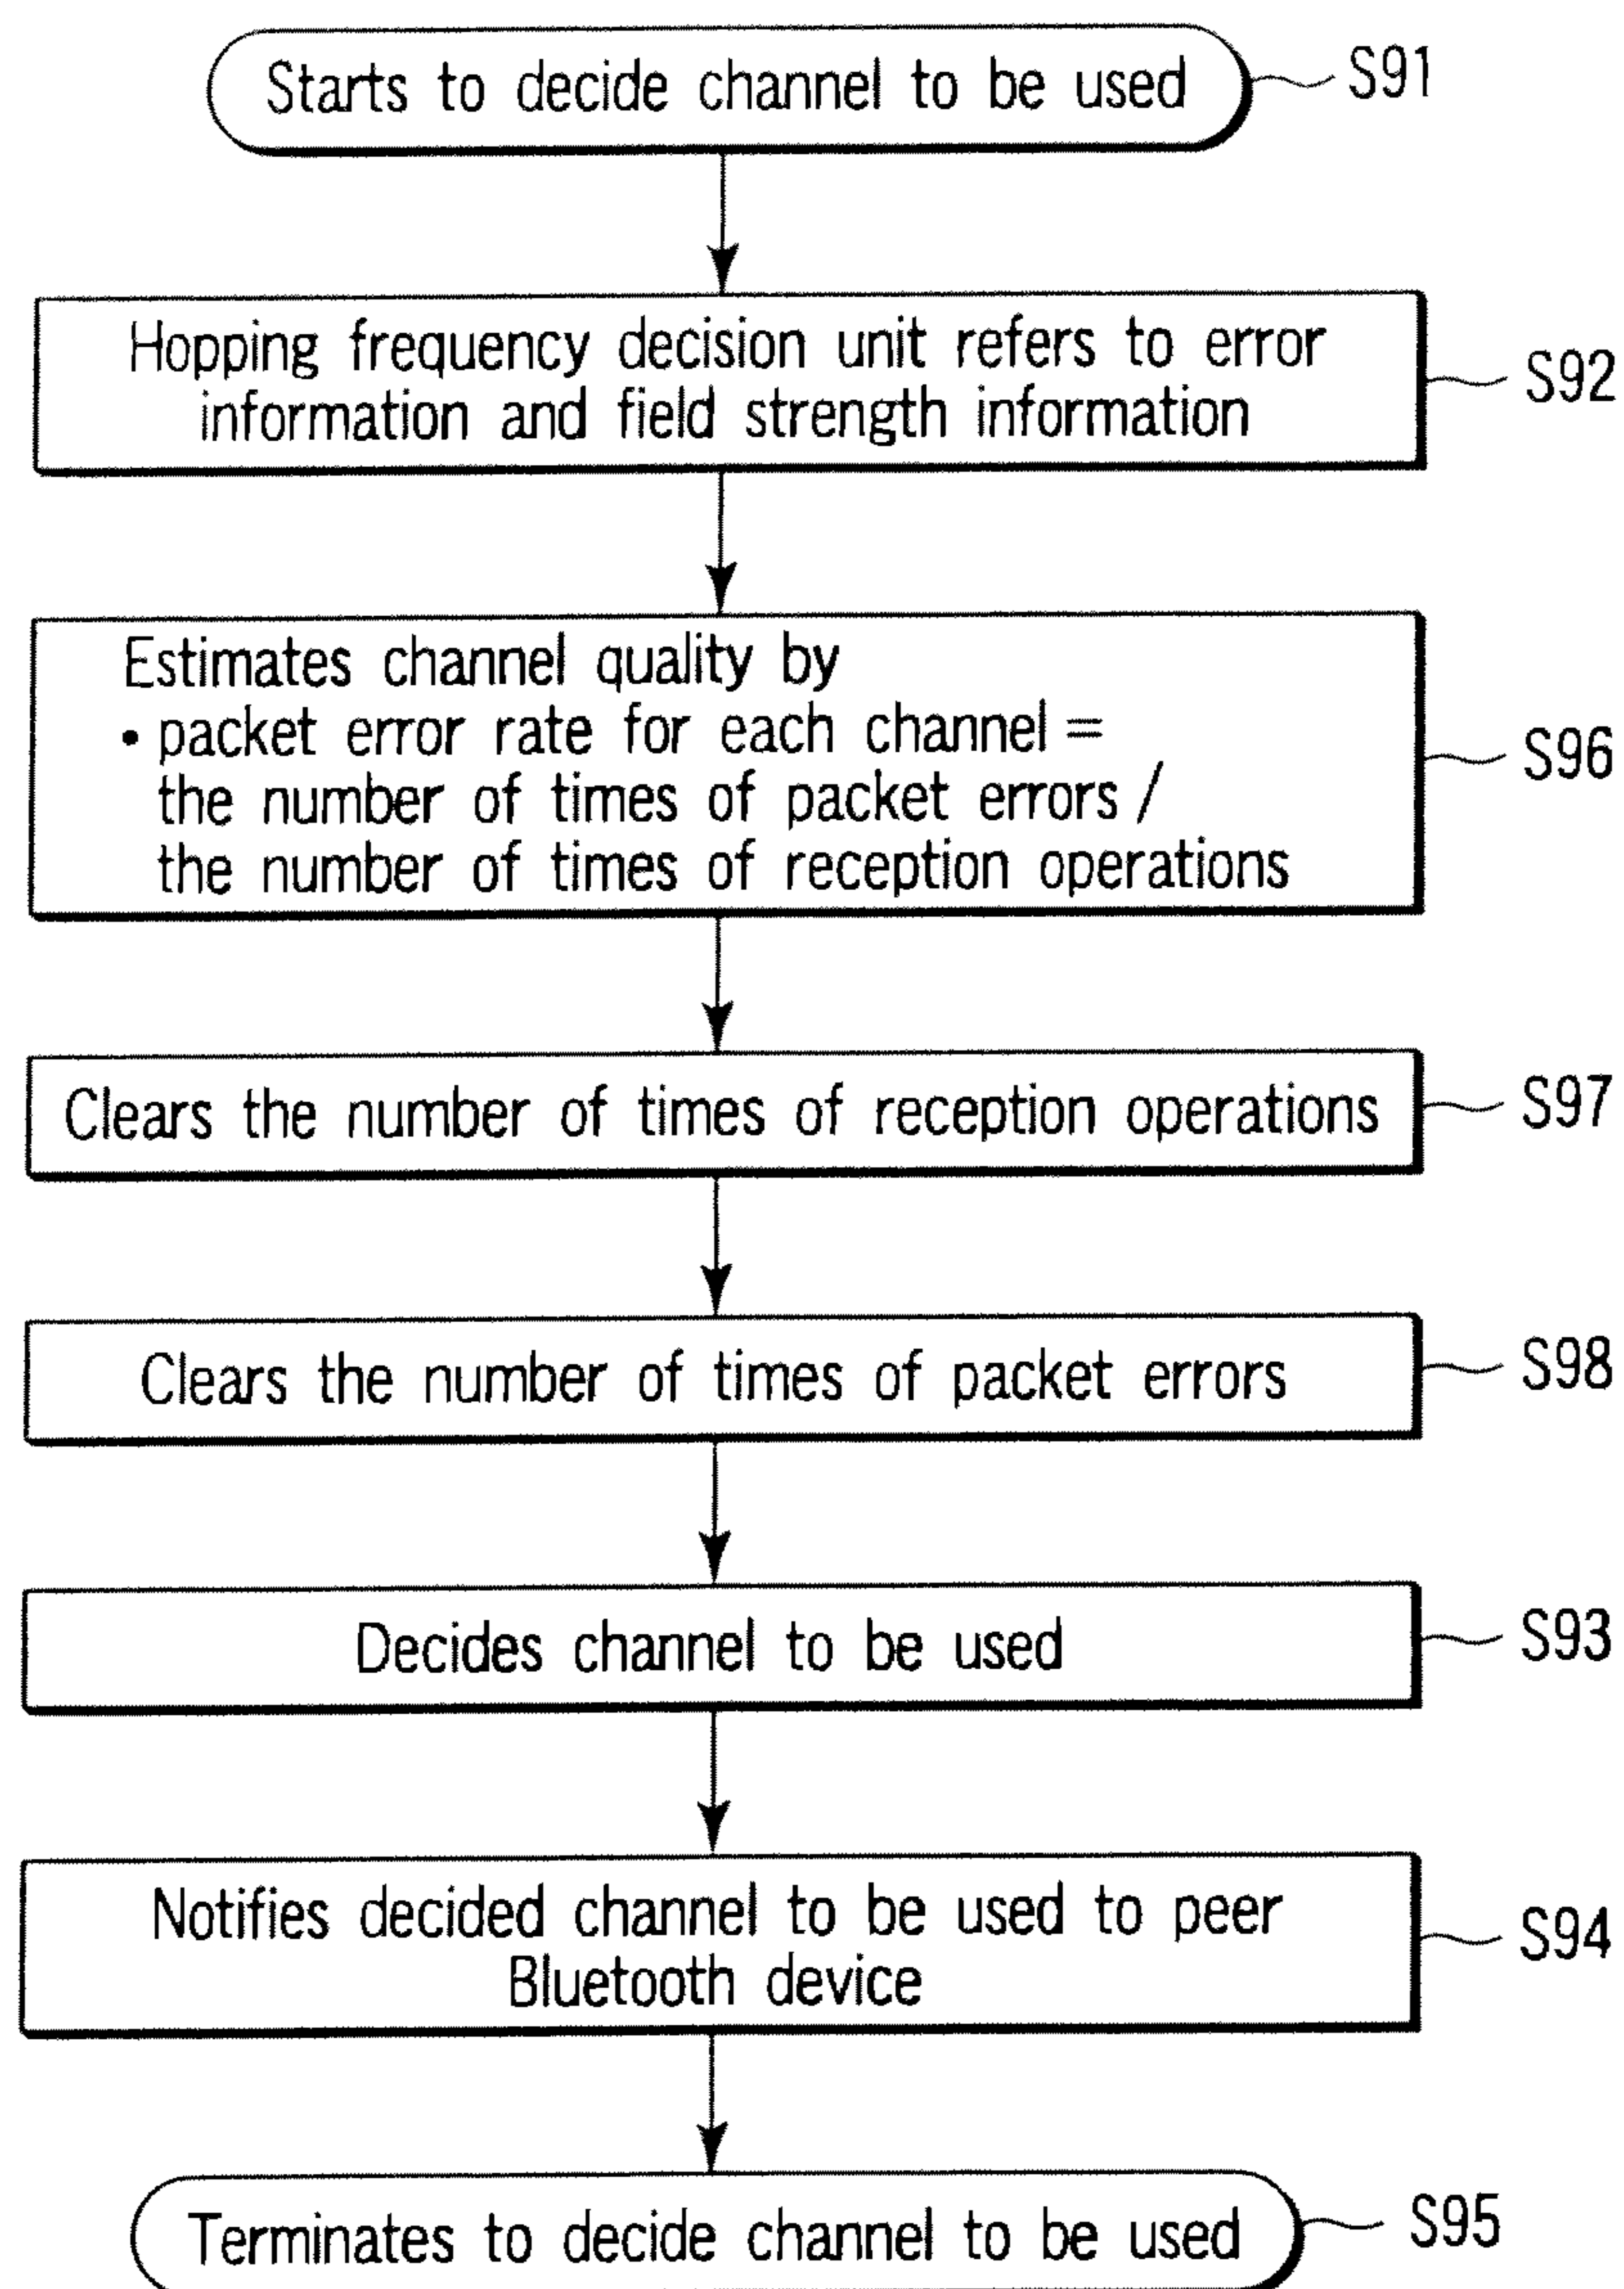 Starts to decide channel to be used
S91
Hopping frequency decision unit refers to error
information and field strength information
S92
Estimates channel quality by
• packet error rate for each channel =
the number of times of packet errors /
the number of times of reception operations
S96
Clears the number of times of reception operations
S97
Clears the number of times of packet errors
S98
Decides channel to be used
S93
Notifies decided channel to be used to peer
Bluetooth device
S94
Terminates to decide channel to be used
S95